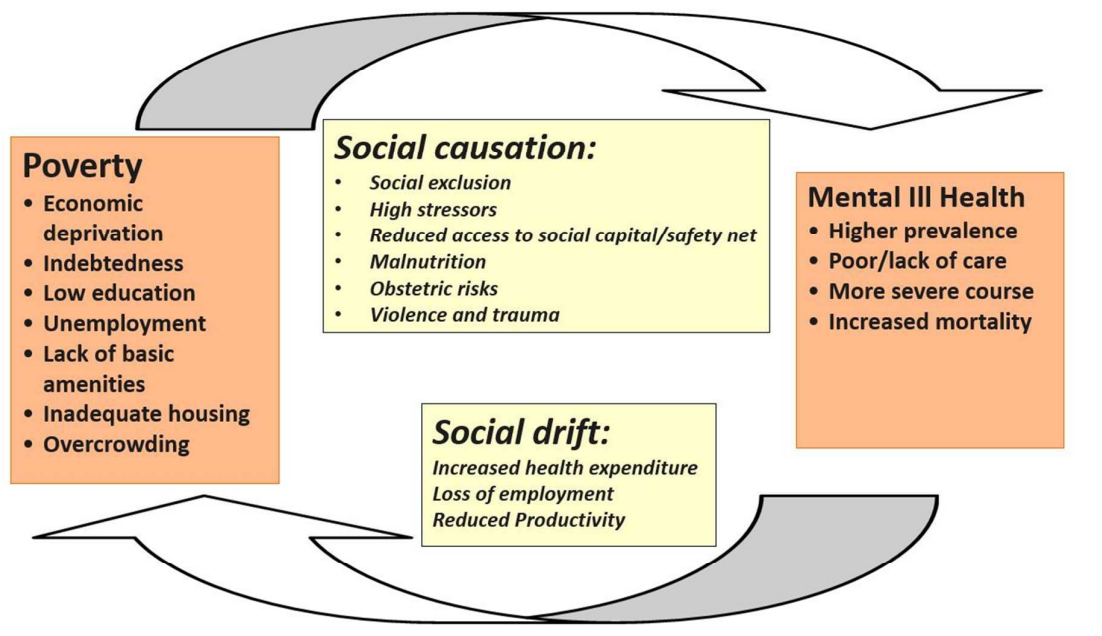 Poverty
• Economic
deprivation
• Indebtedness
• Low education
• Unemployment
• Lack of basic
amenities
• Inadequate housing
• Overcrowding
Social causation:
• Social exclusion
• High stressors
• Reduced access to social capital/safety net
• Malnutrition
• Obstetric risks
• Violence and trauma
Mental Ill Health
• Higher prevalence
• Poor/lack of care
• More severe course
• Increased mortality
Social drift:
Increased health expenditure
Loss of employment
Reduced Productivity